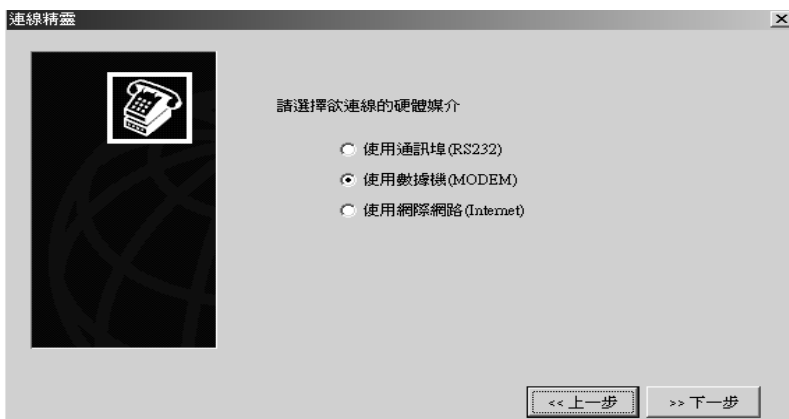 連線精靈
請選擇欲連線的硬體媒介
使用通訊埠(RS232)
使用數據機(MODEM)
使用網際網路(Internet)
<< 上一步 >> 下一步